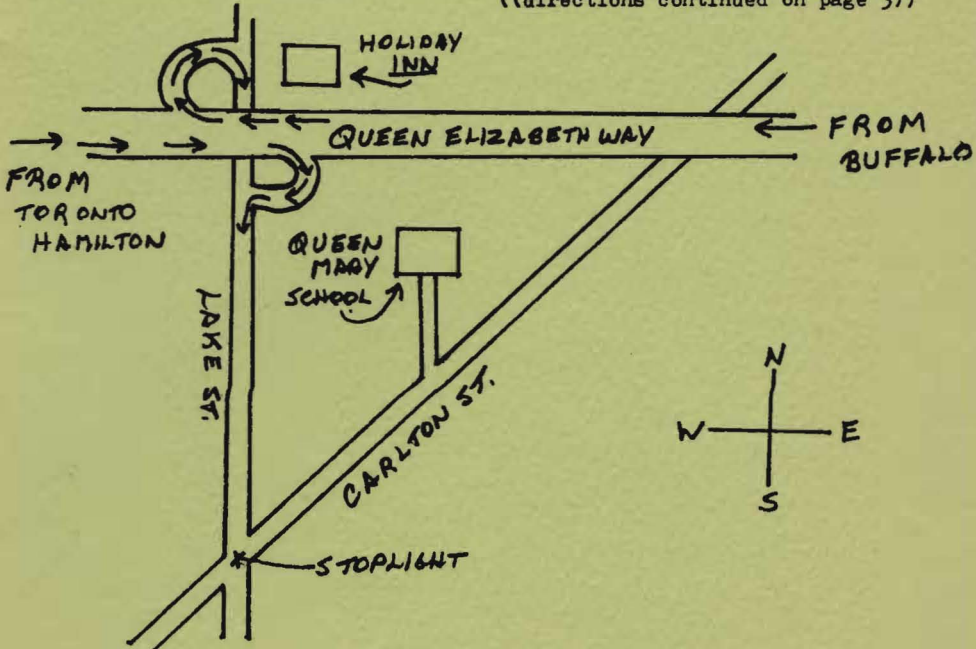 ((directions continued on page 5))
HOLIDAY
INN
QUEEN ELIZABETH WAY
FROM
BUFFALO
FROM
TORONTO
HAMILTON
QUEEN
MARY
SCHOOL
LAKE ST.
CARLTON ST.
N
W
E
S
STOPLIGHT